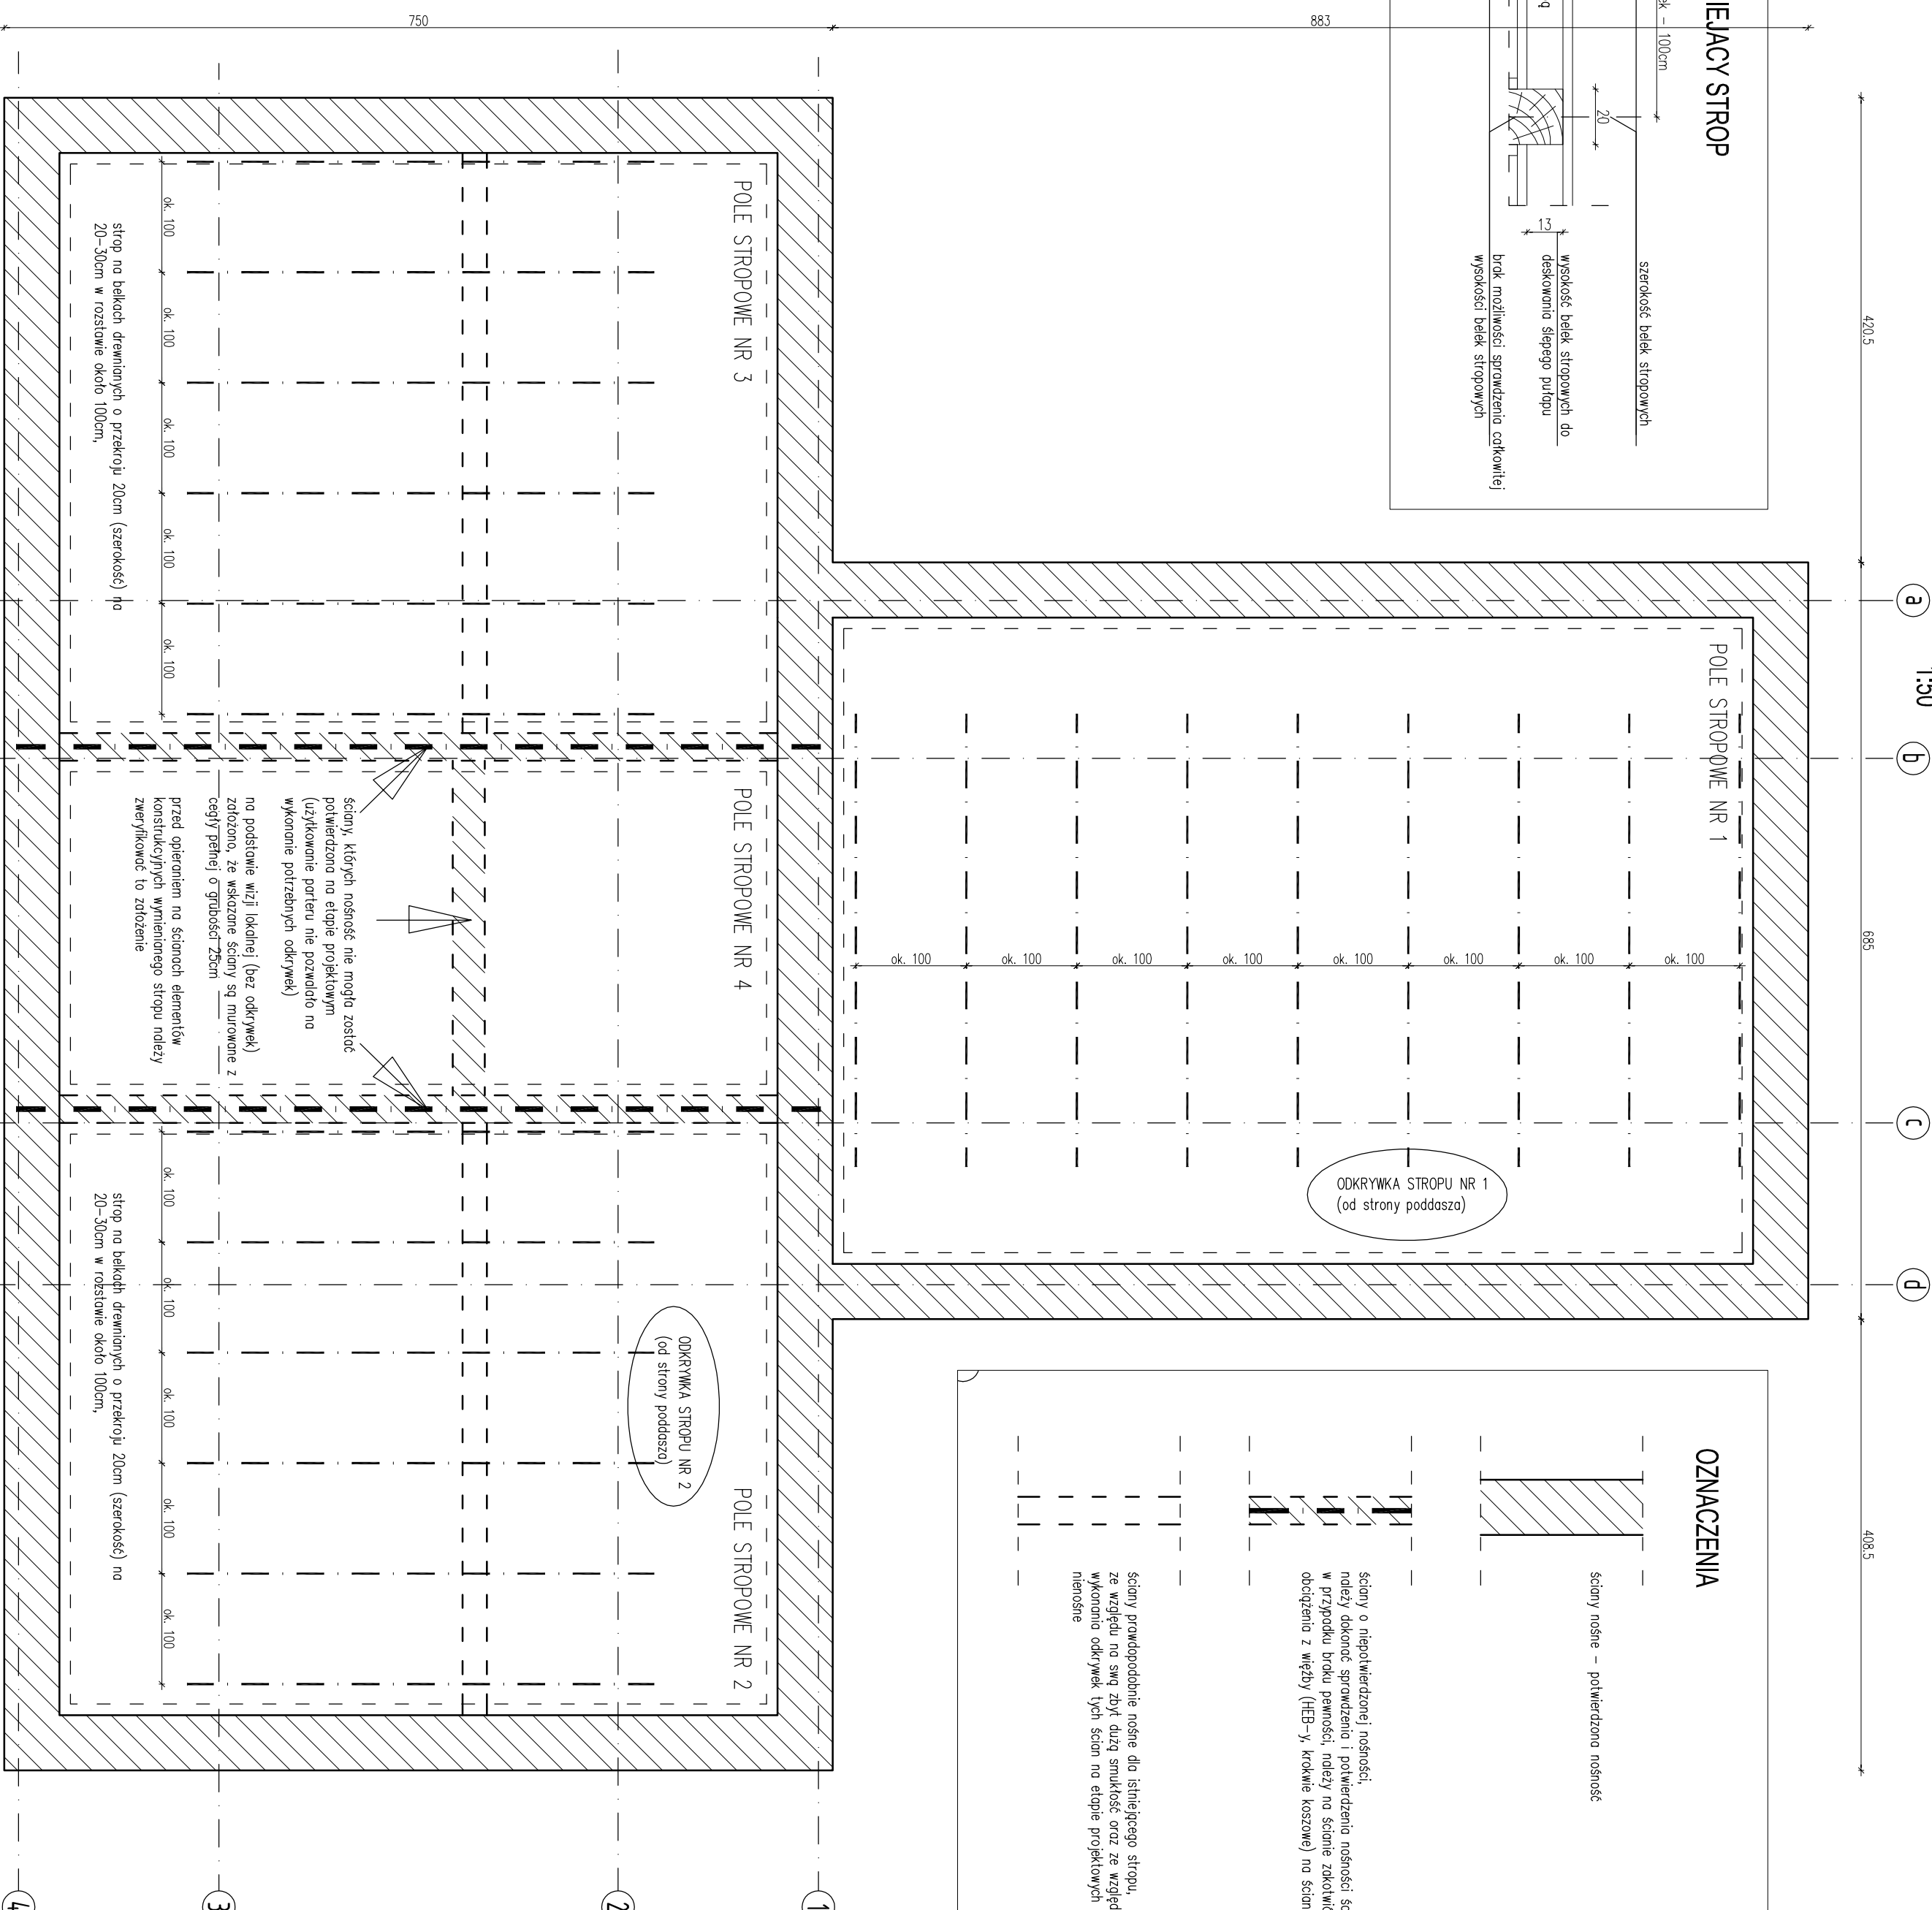 IEJACY STROP
ek - 100cm
20
13
szerokość belek stropowych
wysokość belek stropowych do
deskowania ślepego pułapu
brak możliwości sprawdzenia całkowitej
wysokości belek stropowych
1:50
a
b
c
d
420.5
685
408.5
883
750
POLE STROPOWE NR 1
ok. 100
ok. 100
ok. 100
ok. 100
ok. 100
ok. 100
ok. 100
ok. 100
ODKRYWKA STROPU NR 1
(od strony poddasza)
POLE STROPOWE NR 3
ok. 100
ok. 100
ok. 100
ok. 100
ok. 100
strop na belkach drewnianych o przekroju 20cm (szerokość) na
20-30cm w rozstawie około 100cm,
POLE STROPOWE NR 4
ściany, których nośność nie mogła zostać
potwierdzona na etapie projektowym
(użytkowanie parteru nie pozwalało na
wykonanie potrzebnych odkrywek)
na podstawie wizji lokalnej (bez odkrywek)
założono, że wskazane ściany są murowane z
cegły pełnej o grubości 25cm
przed opieraniem na ścianach elementów
konstrukcyjnych wymienianego stropu należy
zweryfikować to założenie
POLE STROPOWE NR 2
ODKRYWKA STROPU NR 2
(od strony poddasza)
ok. 100
ok. 100
ok. 100
ok. 100
ok. 100
strop na belkach drewnianych o przekroju 20cm (szerokość) na
20-30cm w rozstawie około 100cm,
OZNACZENIA
ściany nośne - potwierdzona nośność
ściany o niepotwierdzonej nośności,
należy dokonać sprawdzenia i potwierdzenia nośności
w przypadku braku pewności, należy na ścianie
obciążenia z więźby (HEB-y, krokwie koszowe) na
ściany prawdopodobnie nośne dla istniejącego stropu,
ze względu na swą zbyt dużą smukłość oraz ze
wykonania odkrywek tych ścian na etapie projektowych
nienośne
1
2
3
4